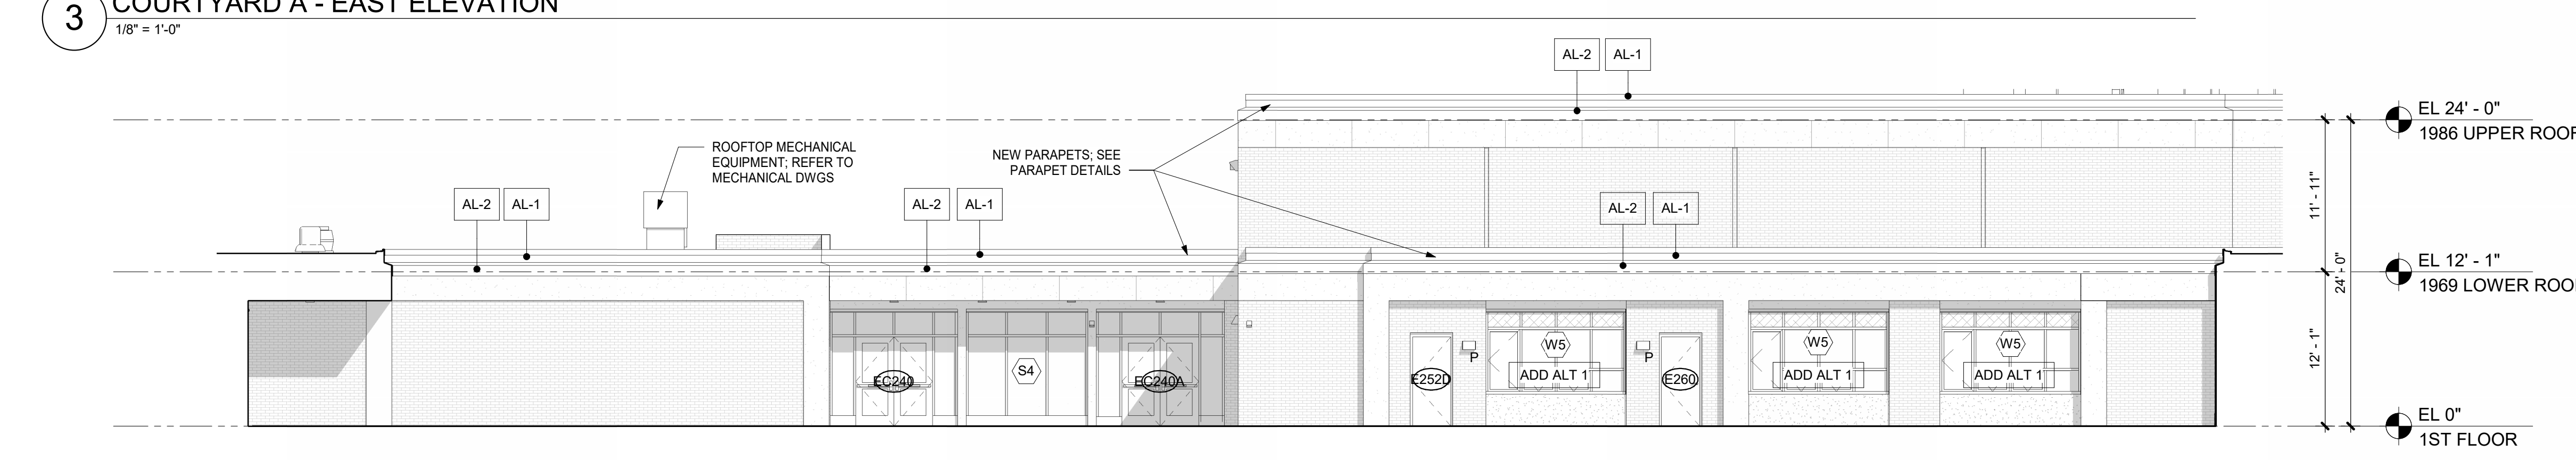 3
COURTYARD A - EAST ELEVATION
1/8" = 1'-0"
AL-2
AL-1
EL 24' - 0"
1986 UPPER ROOF
ROOFTOP MECHANICAL
EQUIPMENT; REFER TO
MECHANICAL DWGS
NEW PARAPETS; SEE
PARAPET DETAILS
AL-2
AL-1
AL-2
AL-1
AL-2
AL-1
11' - 11"
24' - 0"
EL 12' - 1"
1969 LOWER ROO
EC240
S4
EC240A
E252D
P
W5
ADD ALT 1
P
E260
W5
ADD ALT 1
W5
ADD ALT 1
12' - 1"
EL 0"
1ST FLOOR